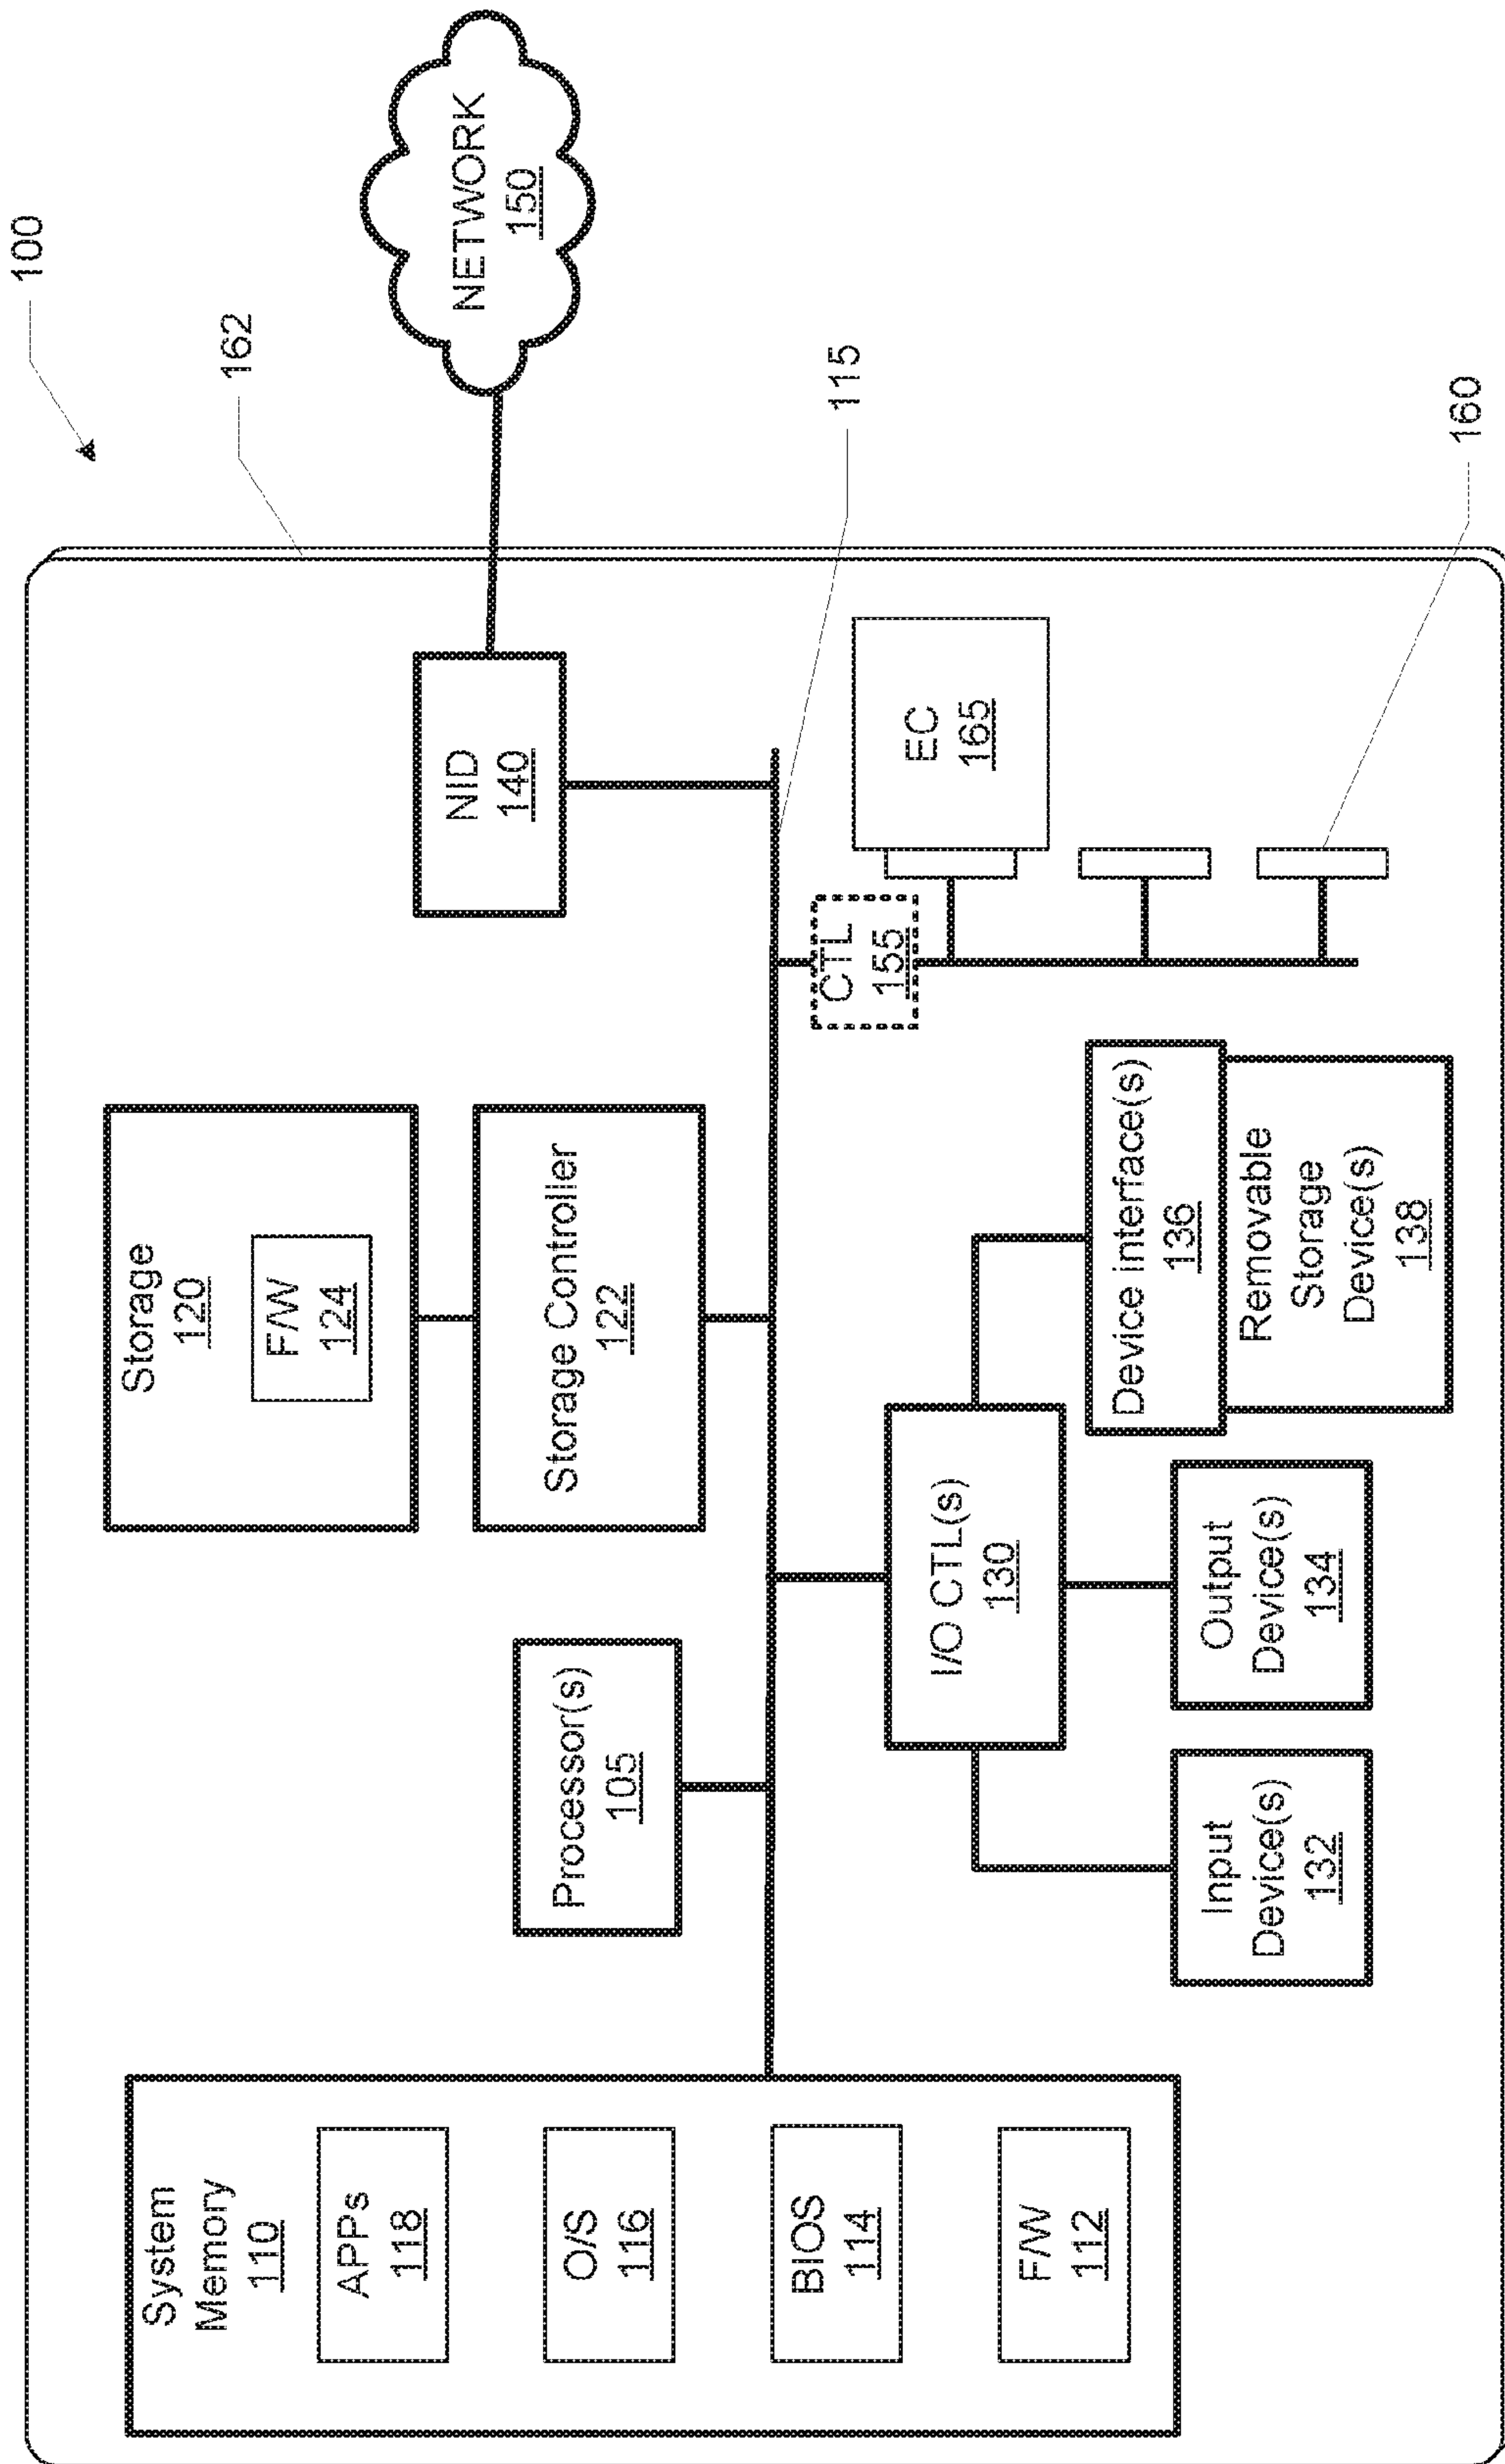 100
162
System
Memory
110
APPs
118
O/S
116
BIOS
114
F/W
112
Processor(s)
105
Storage
120
F/W
124
Storage Controller
122
NID
140
NETWORK
150
115
I/O CTL(s)
130
Input
Device(s)
132
Output
Device(s)
134
Device interface(s)
136
Removable
Storage
Device(s)
138
CTL
155
EC
165
160